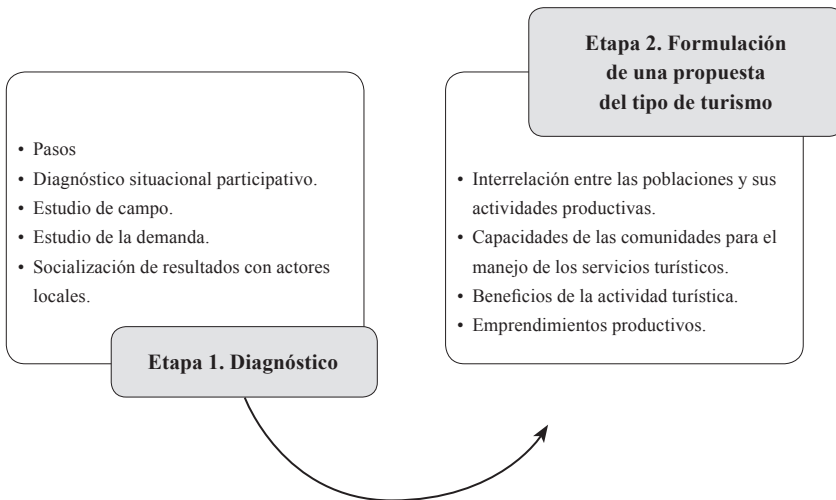 • Pasos
• Diagnóstico situacional participativo.
• Estudio de campo.
• Estudio de la demanda.
• Socialización de resultados con actores
locales.
Etapa 1. Diagnóstico
Etapa 2. Formulación
de una propuesta
del tipo de turismo
• Interrelación entre las poblaciones y sus
actividades productivas.
• Capacidades de las comunidades para el
manejo de los servicios turísticos.
• Beneficios de la actividad turística.
• Emprendimientos productivos.